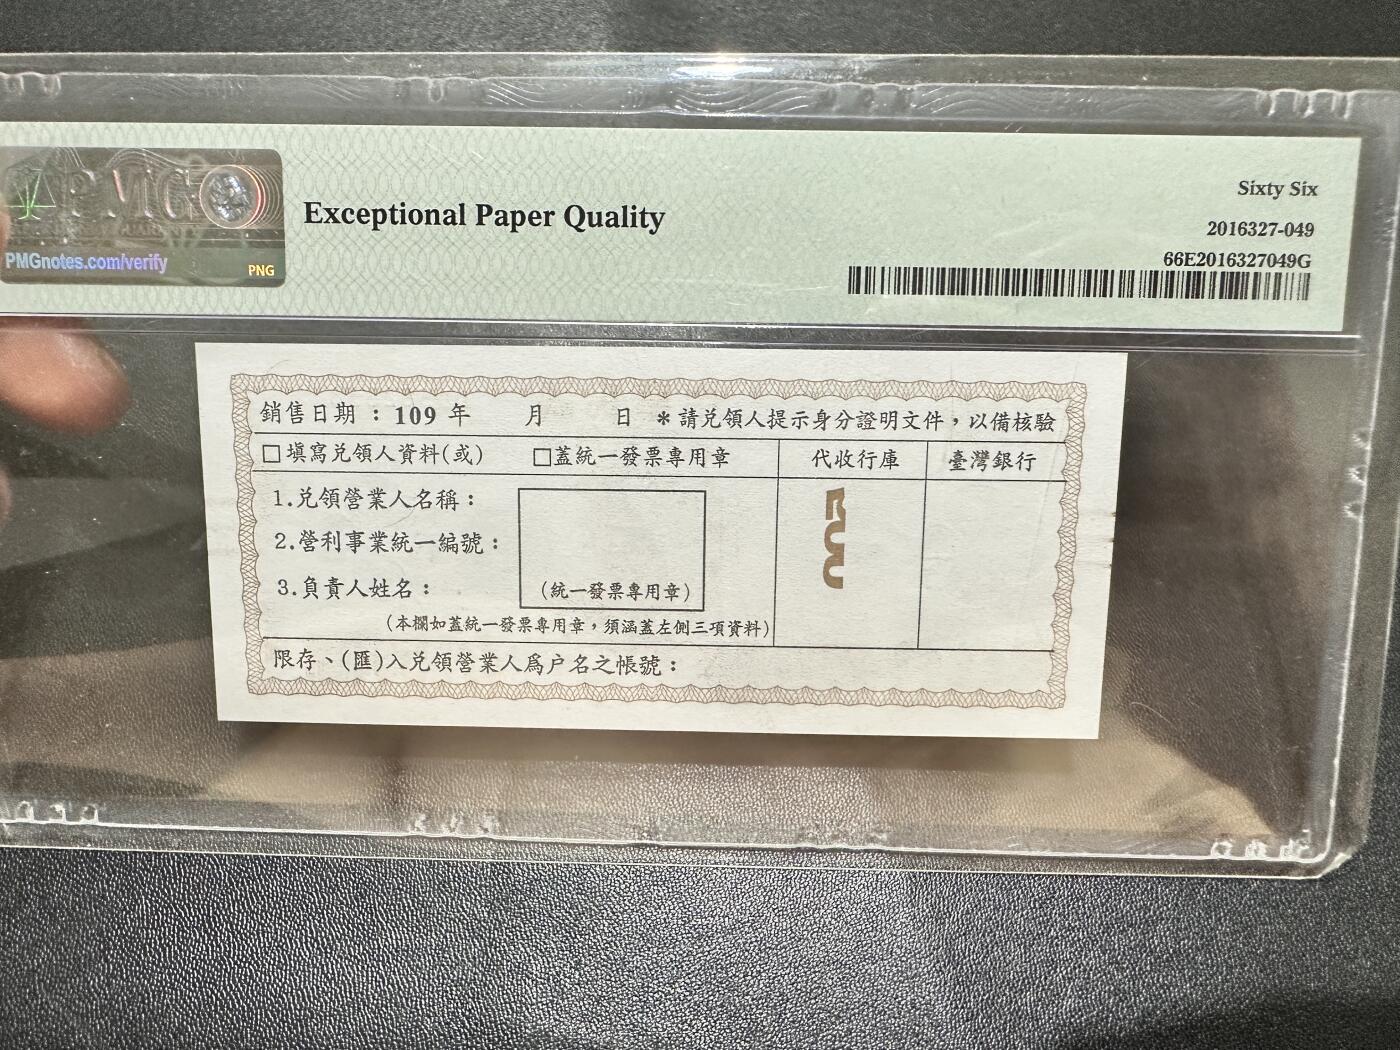 PMG
PMGnotes.com/verify
PNG
Exceptional Paper Quality
Sixty Six
2016327-049
66E2016327049G
銷售日期：109 年 月 日 ＊請兌領人提示身分證明文件，以備核驗
□填寫兌領人資料(或) □蓋統一發票專用章 代收行庫 臺灣銀行
1.兌領營業人名稱：
2.營利事業統一編號：
3.負責人姓名：
(統一發票專用章)
(本欄如蓋統一發票專用章，須涵蓋左側三項資料)
限存、(匯)入兌領營業人爲户名之帳號：